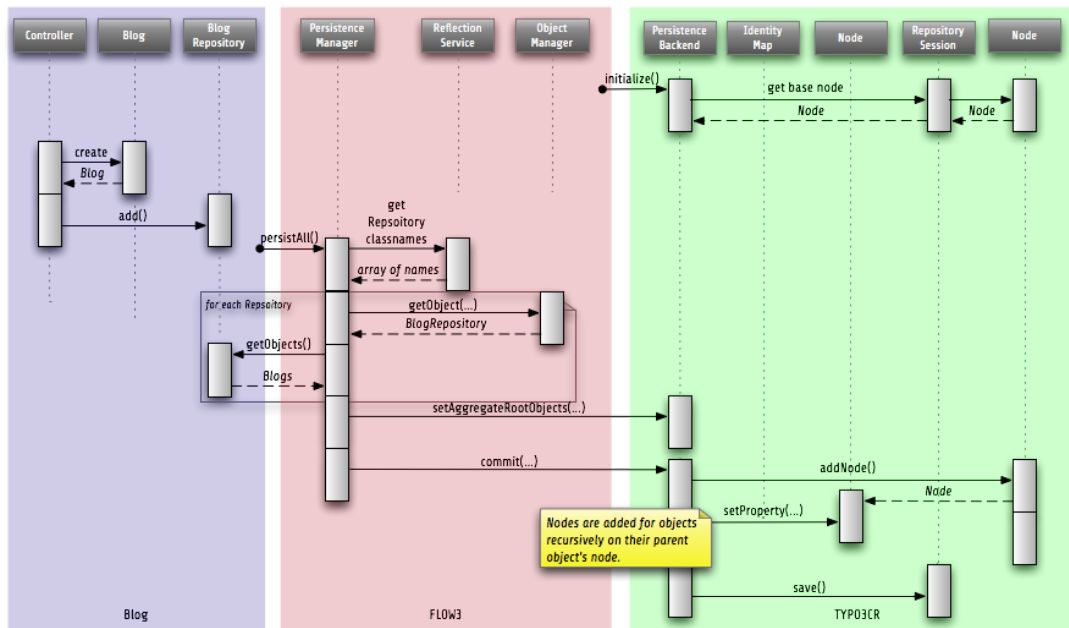 Controller
Blog
Blog
Repository
Persistence
Manager
Reflection
Service
Object
Manager
Persistence
Backend
Identity
Map
Node
Repository
Session
Node
initialize()
get base node
Node
Node
create
Blog
add()
persistAll()
get
Repsoitory
classnames
array of names
for each Repsoitory
getObject(...)
BlogRepository
getObjects()
Blogs
setAggregateRootObjects(...)
commit(...)
addNode()
Node
setProperty(...)
Nodes are added for objects
recursively on their parent
object's node.
save()
Blog
FLOW3
TYPO3CR